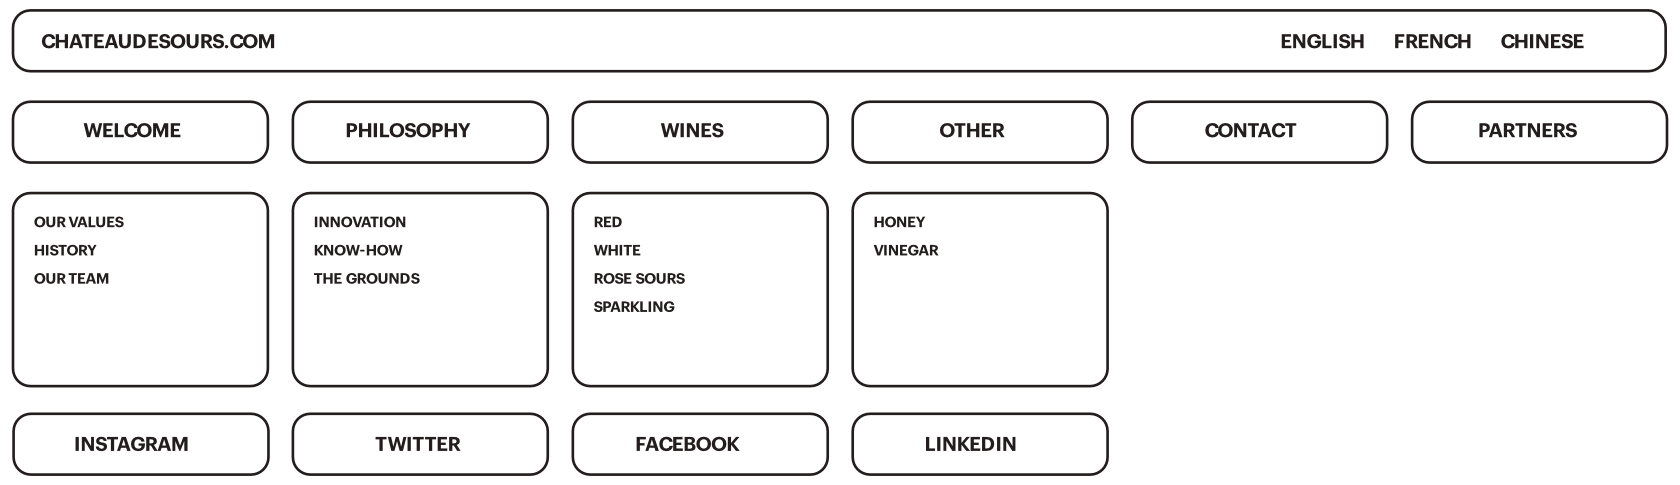 CHATEAUDESOURS.COM ENGLISH FRENCH CHINESE
WELCOME PHILOSOPHY WINES OTHER CONTACT PARTNERS
OUR VALUES
HISTORY
OUR TEAM
INNOVATION
KNOW-HOW
THE GROUNDS
RED
WHITE
ROSE SOURS
SPARKLING
HONEY
VINEGAR
INSTAGRAM TWITTER FACEBOOK LINKEDIN